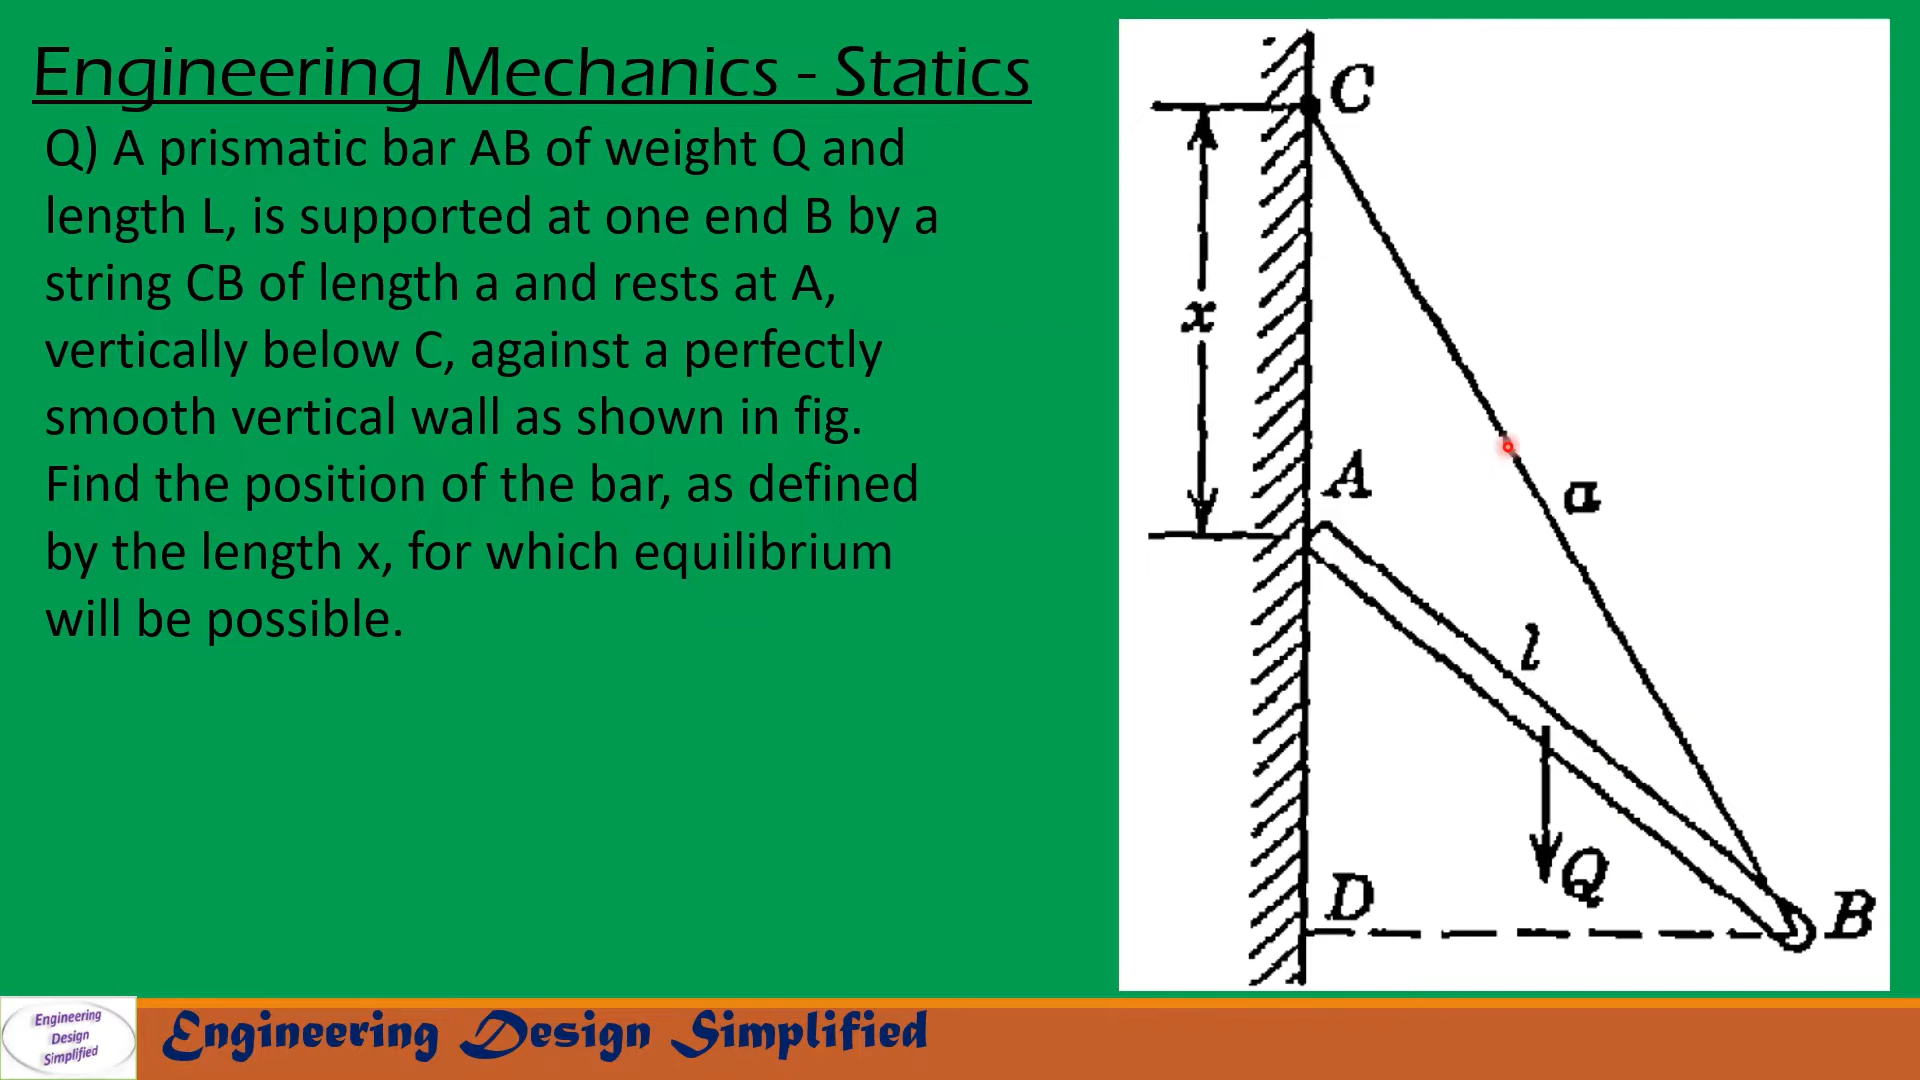 Engineering Mechanics - Statics
Q) A prismatic bar AB of weight Q and
length L, is supported at one end B by a
string CB of length a and rests at A,
vertically below C, against a perfectly
smooth vertical wall as shown in fig.
Find the position of the bar, as defined
by the length x, for which equilibrium
will be possible.
C
x
A
a
l
Q
D
B
Engineering
Design
Simplified
Engineering Design Simplified